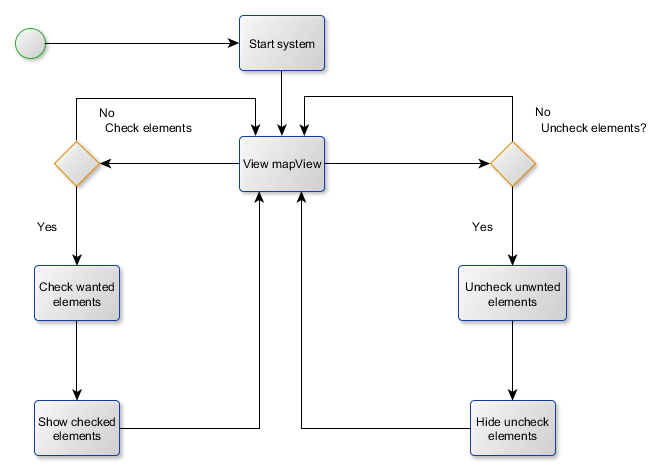 Start system
No
Check elements
No
Uncheck elements?
View mapView
Yes
Yes
Check wanted
elements
Uncheck unwnted
elements
Show checked
elements
Hide uncheck
elements